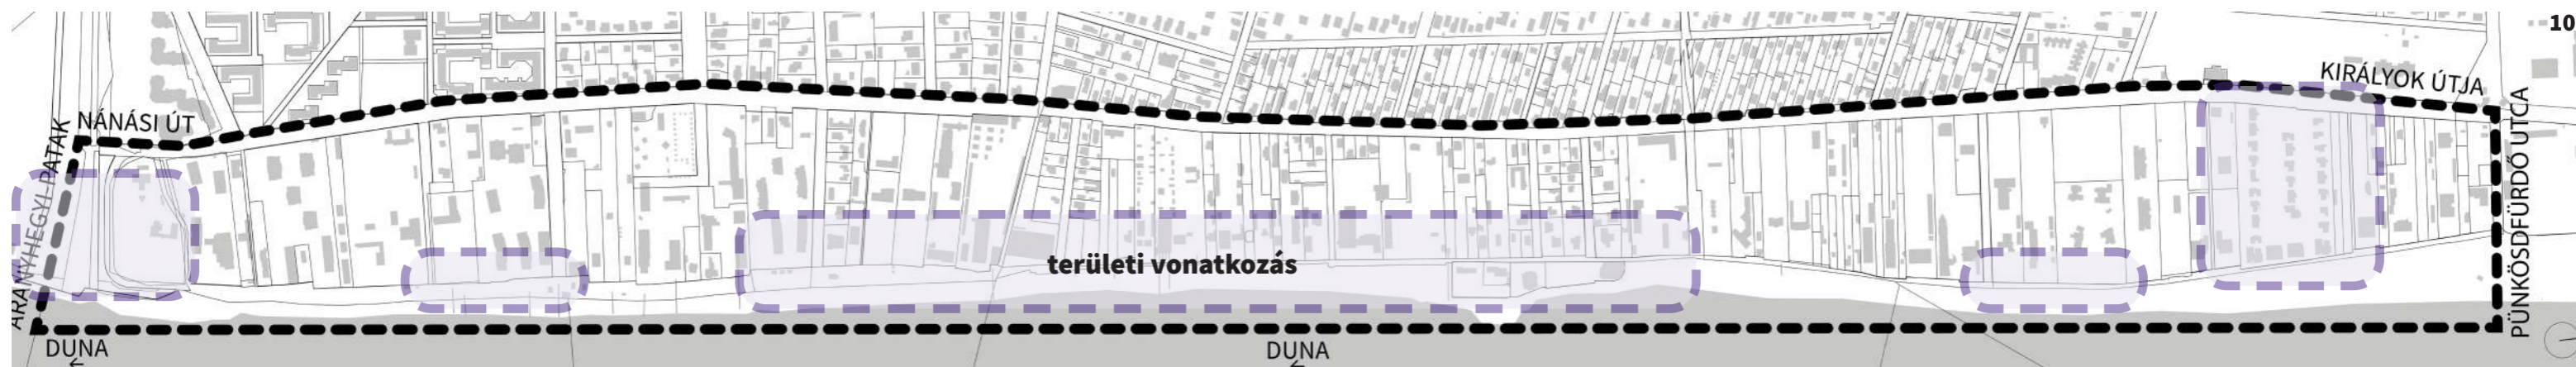 10
KIRÁLYOK ÚTJA
NÁNÁSI ÚT
ARANYHEGYI PATAK
PÜNKÖSDFÜRDŐ UTCA
területi vonatkozás
DUNA
←
DUNA
←